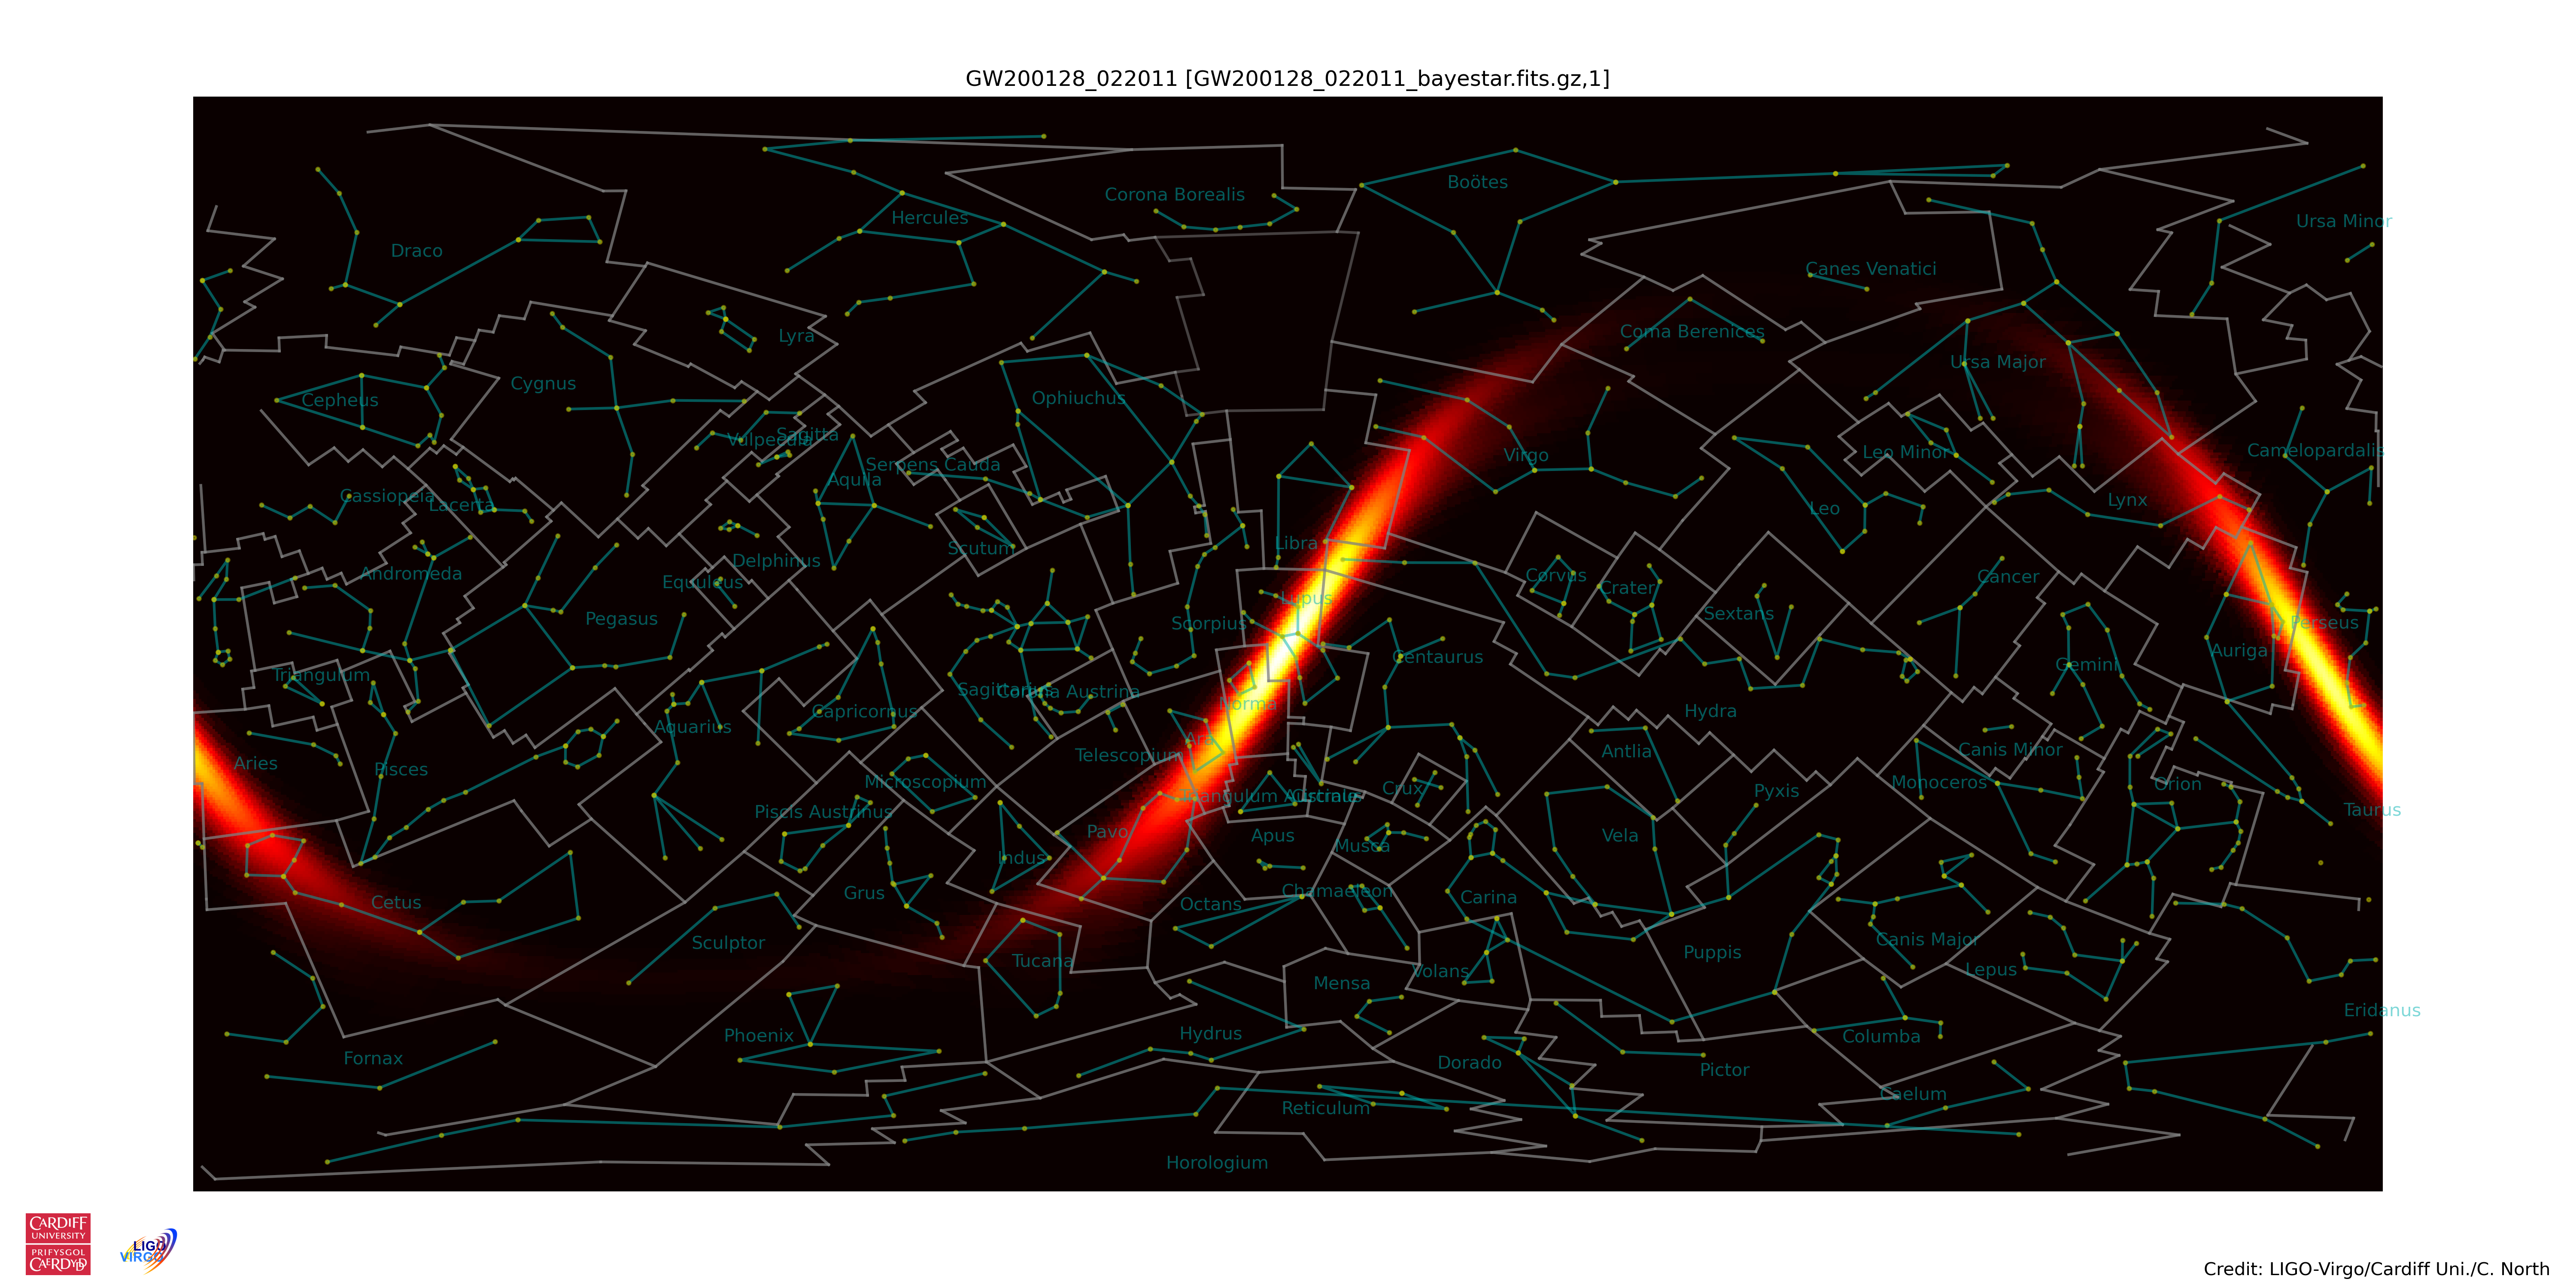 GW200128_022011 [GW200128_022011_bayestar.fits.gz,1]
Corona Borealis
Boötes
Hercules
Ursa Minor
Draco
Canes Venatici
Lyra
Coma Berenices
Ursa Major
Cygnus
Cepheus
Ophiuchus
Vulpecula
Sagitta
Serpens Cauda
Virgo
Leo Minor
Camelopardalis
Aquila
Cassiopeia
Lacerta
Leo
Lynx
Scutum
Libra
Delphinus
Andromeda
Equuleus
Corvus
Crater
Cancer
Lupus
Pegasus
Scorpius
Sextans
Perseus
Centaurus
Auriga
Triangulum
Gemini
Sagittarius
Corona Austrina
Norma
Capricornus
Hydra
Aquarius
Ara
Telescopium
Antlia
Canis Minor
Aries
Pisces
Microscopium
Crux
Pyxis
Monoceros
Orion
Triangulum Australe
Circinus
Piscis Austrinus
Taurus
Pavo
Apus
Musca
Vela
Indus
Grus
Chamaeleon
Carina
Cetus
Octans
Sculptor
Canis Major
Puppis
Tucana
Volans
Lepus
Mensa
Eridanus
Phoenix
Hydrus
Columba
Fornax
Dorado
Pictor
Caelum
Reticulum
Horologium
CARDIFF
UNIVERSITY
PRIFYSGOL
CAERDYDD
LIGO
VIRGO
Credit: LIGO-Virgo/Cardiff Uni./C. North